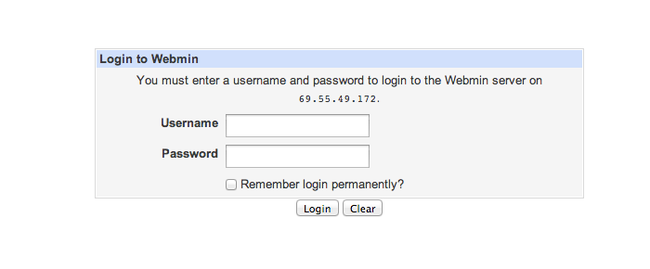 Login to Webmin
You must enter a username and password to login to the Webmin server on
69.55.49.172.
Username
Password
Remember login permanently?
Login Clear